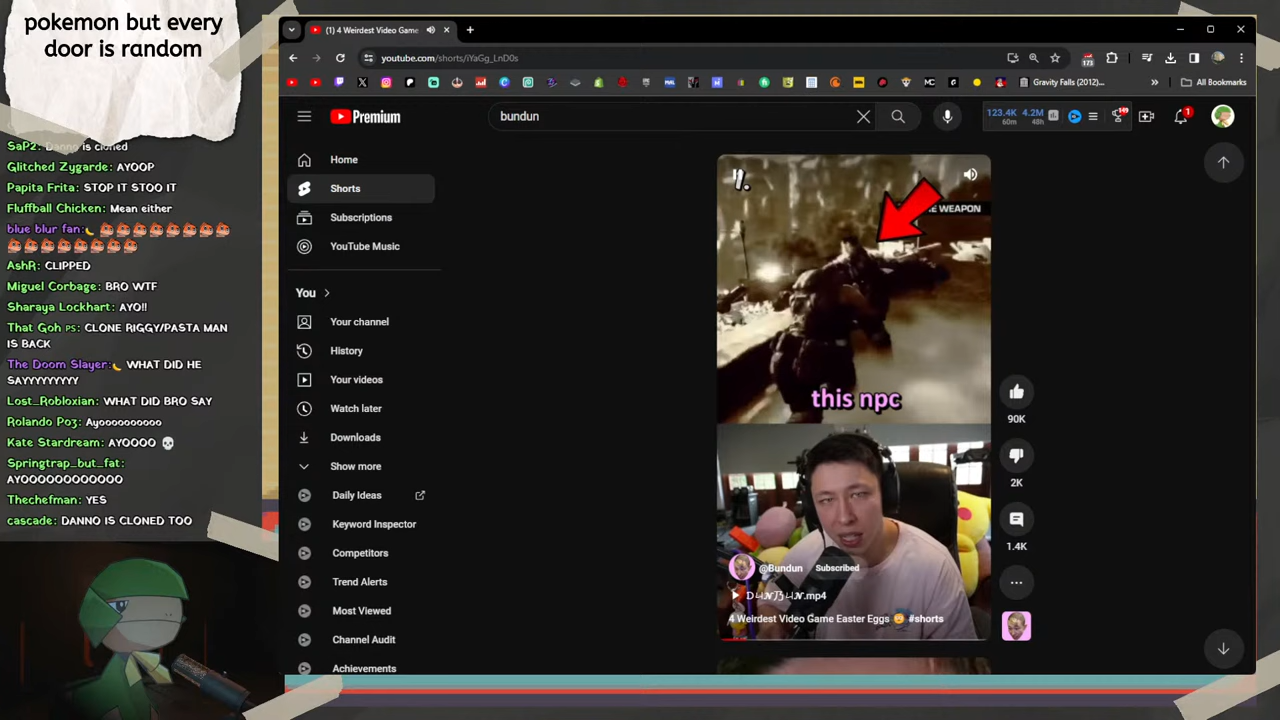 pokemon but every
door is random
SaP2: Danno is cloned
Glitched Zygarde: AYOOP
Papita Frita: STOP IT STOO IT
Fluffball Chicken: Mean either
blue blur fan:
AshR: CLIPPED
Miguel Corbage: BRO WTF
Sharaya Lockhart: AYO!!
That Goh PS: CLONE RIGGY/PASTA MAN
IS BACK
The Doom Slayer: WHAT DID HE
SAYYYYYYY
Lost_Robloxian: WHAT DID BRO SAY
Rolando Po3: Ayoooooooooo
Kate Stardream: AYOOOO
Springtrap_but_fat:
AYOOOOOOOOOOOO
Thechefman: YES
cascade: DANNO IS CLONED TOO
(1) 4 Weirdest Video Game
youtube.com/shorts/iYaGg_LnD0s
173
Gravity Falls (2012)...
All Bookmarks
Premium
bundun
123.4K 4.2M
60m 48h
149
1
Home
Shorts
Subscriptions
YouTube Music
You
Your channel
History
Your videos
Watch later
Downloads
Show more
Daily Ideas
Keyword Inspector
Competitors
Trend Alerts
Most Viewed
Channel Audit
Achievements
WEAPON
this npc
@Bundun Subscribed
4 Weirdest Video Game Easter Eggs #shorts
90K
2K
1.4K